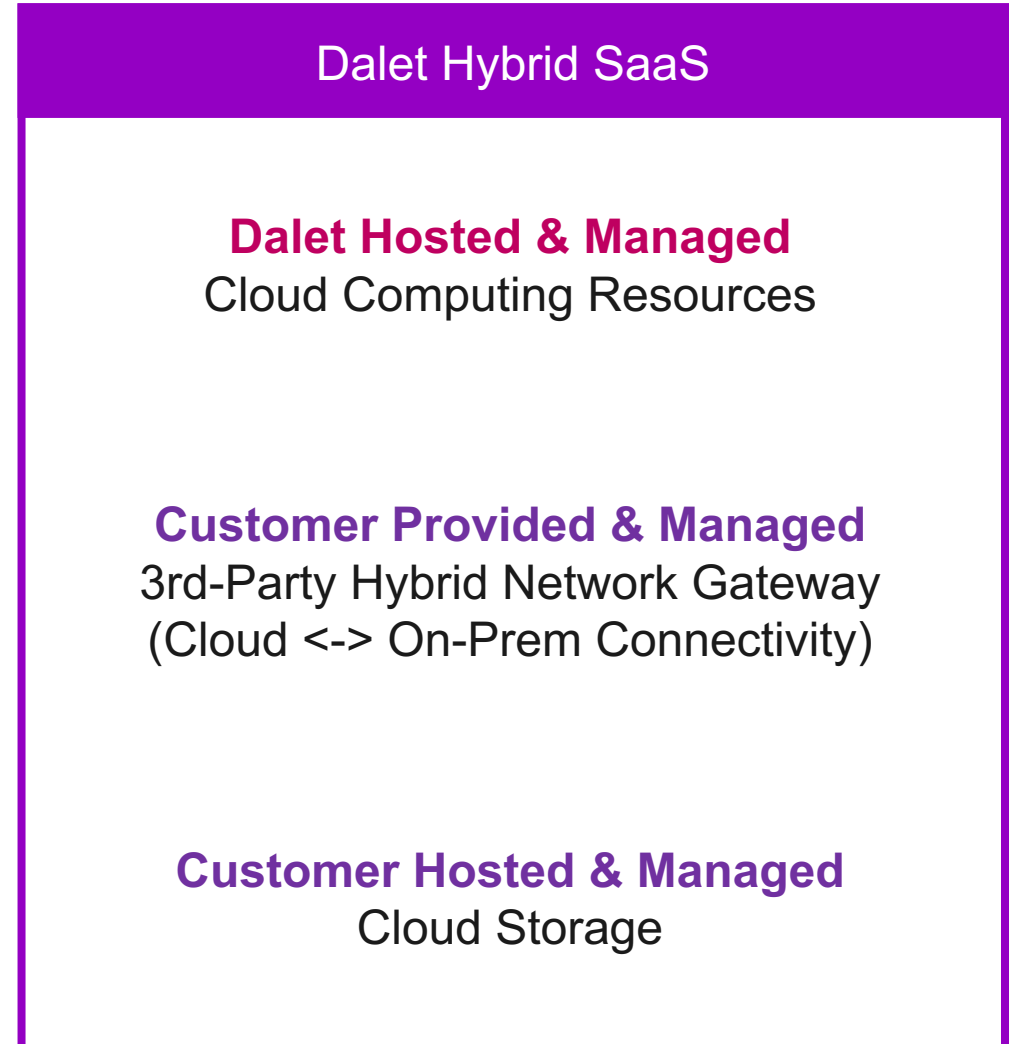 Dalet Hybrid SaaS
Dalet Hosted & Managed
Cloud Computing Resources
Customer Provided & Managed
3rd-Party Hybrid Network Gateway
(Cloud <-> On-Prem Connectivity)
Customer Hosted & Managed
Cloud Storage